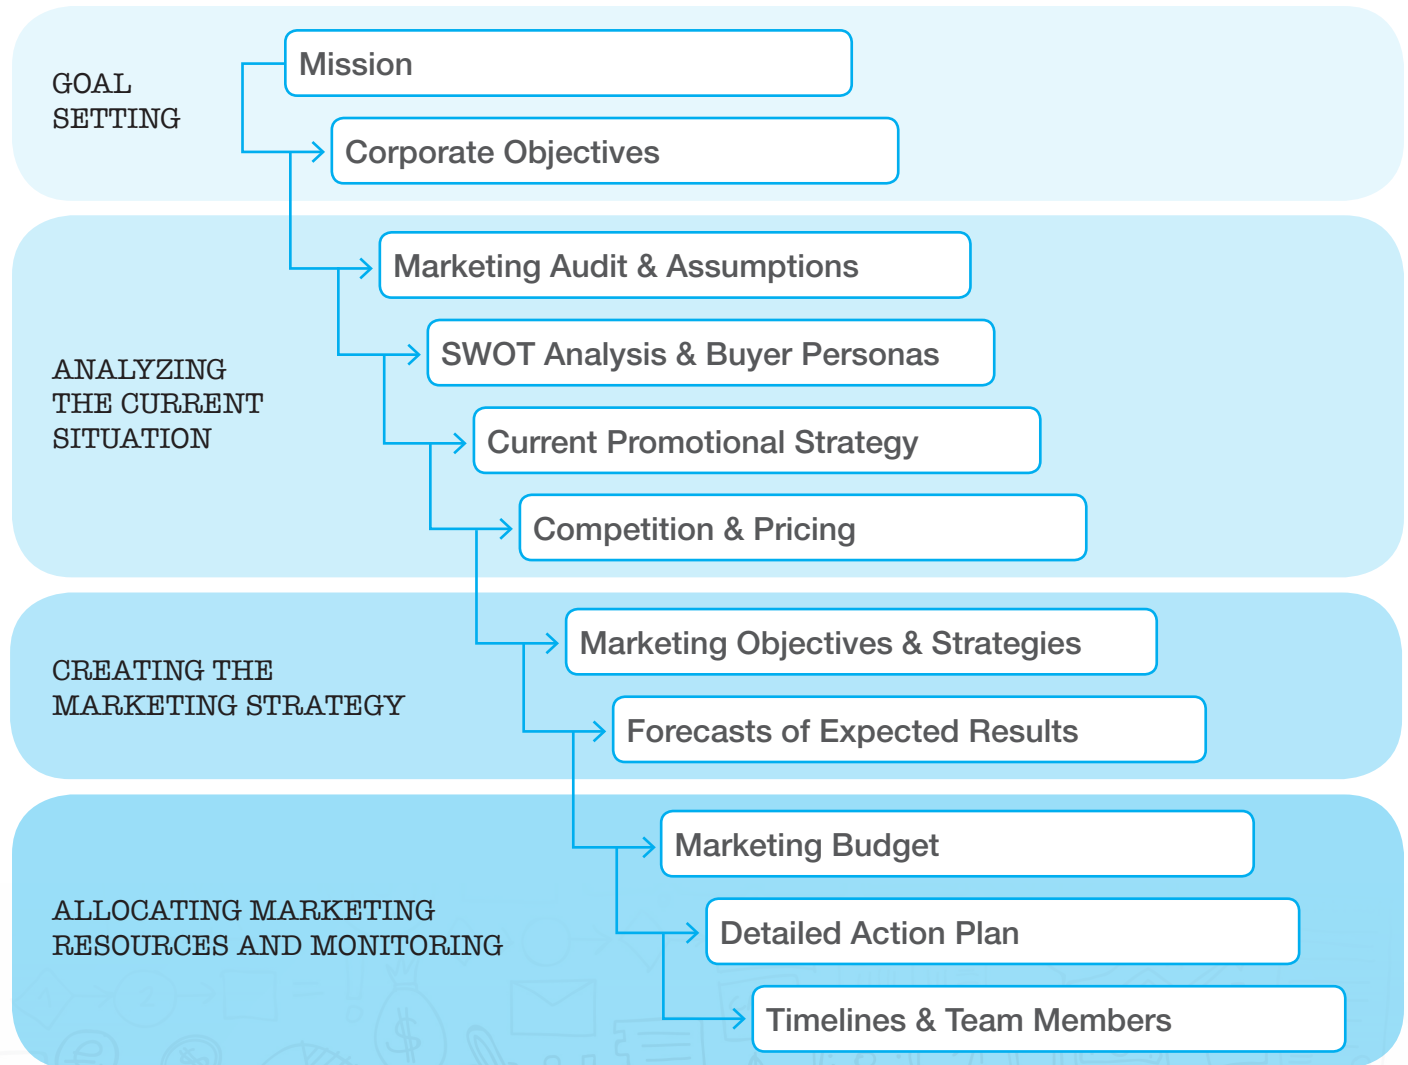 GOAL
SETTING
Mission
Corporate Objectives
ANALYZING
THE CURRENT
SITUATION
Marketing Audit & Assumptions
SWOT Analysis & Buyer Personas
Current Promotional Strategy
Competition & Pricing
CREATING THE
MARKETING STRATEGY
Marketing Objectives & Strategies
Forecasts of Expected Results
ALLOCATING MARKETING
RESOURCES AND MONITORING
Marketing Budget
Detailed Action Plan
Timelines & Team Members